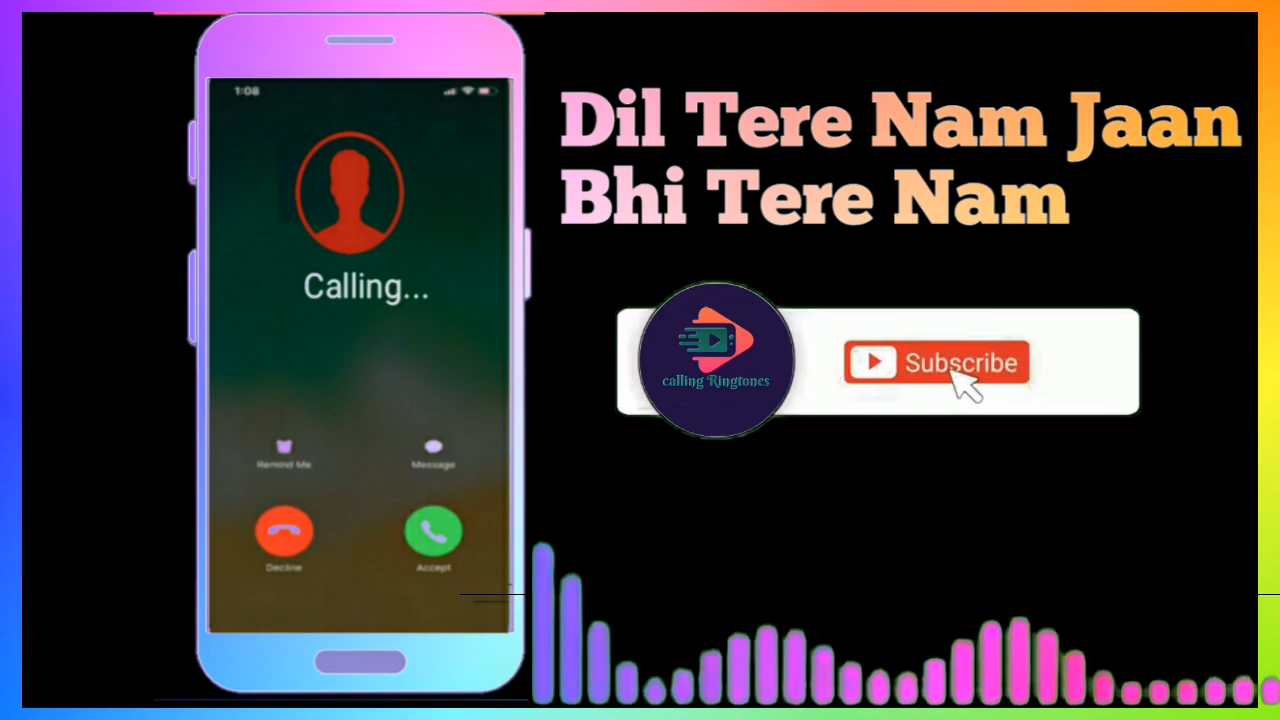 1:08
Calling...
Remind Me
Message
Decline
Accept
Dil Tere Nam Jaan
Bhi Tere Nam
calling Ringtones
Subscribe